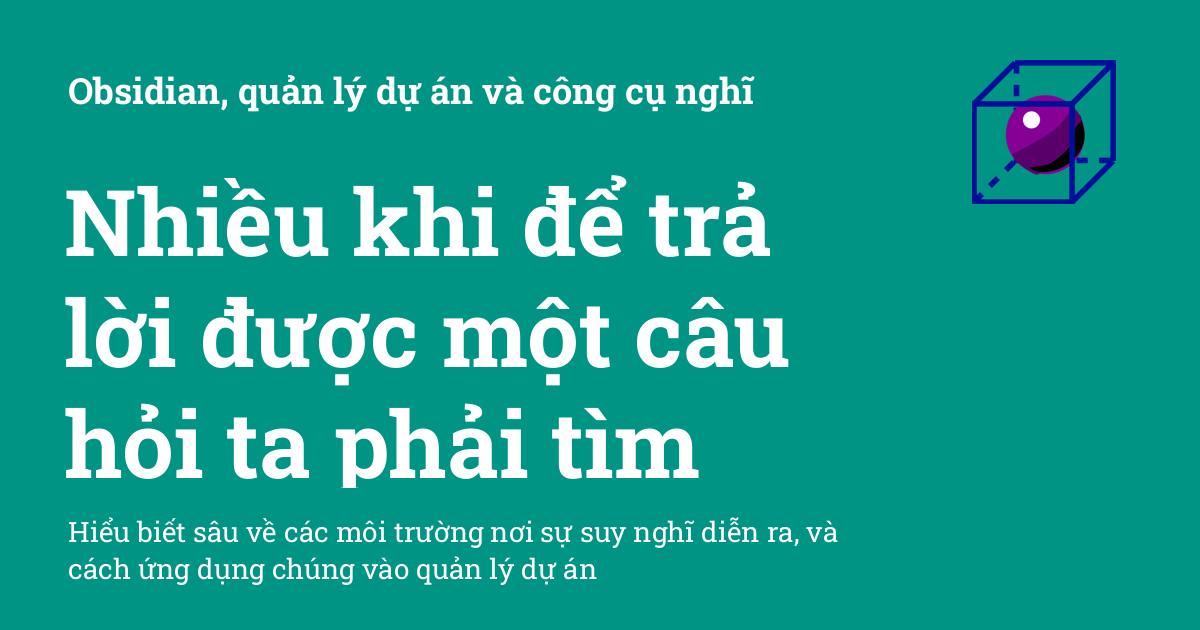 Obsidian, quản lý dự án và công cụ nghĩ
Nhiều khi để trả
lời được một câu
hỏi ta phải tìm
Hiểu biết sâu về các môi trường nơi sự suy nghĩ diễn ra, và
cách ứng dụng chúng vào quản lý dự án